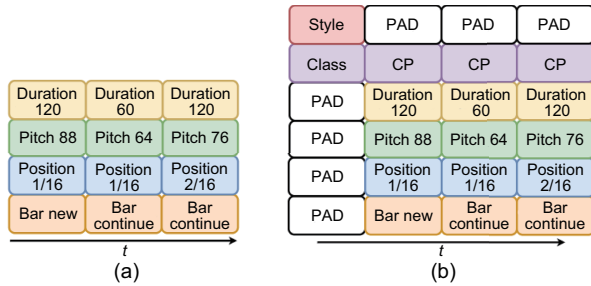 Duration 120 Duration 60 Duration 120
Pitch 88 Pitch 64 Pitch 76
Position 1/16 Position 1/16 Position 2/16
Bar new Bar continue Bar continue
t
(a)
Style PAD PAD PAD
Class CP CP CP
PAD Duration 120 Duration 60 Duration 120
PAD Pitch 88 Pitch 64 Pitch 76
PAD Position 1/16 Position 1/16 Position 2/16
PAD Bar new Bar continue Bar continue
t
(b)